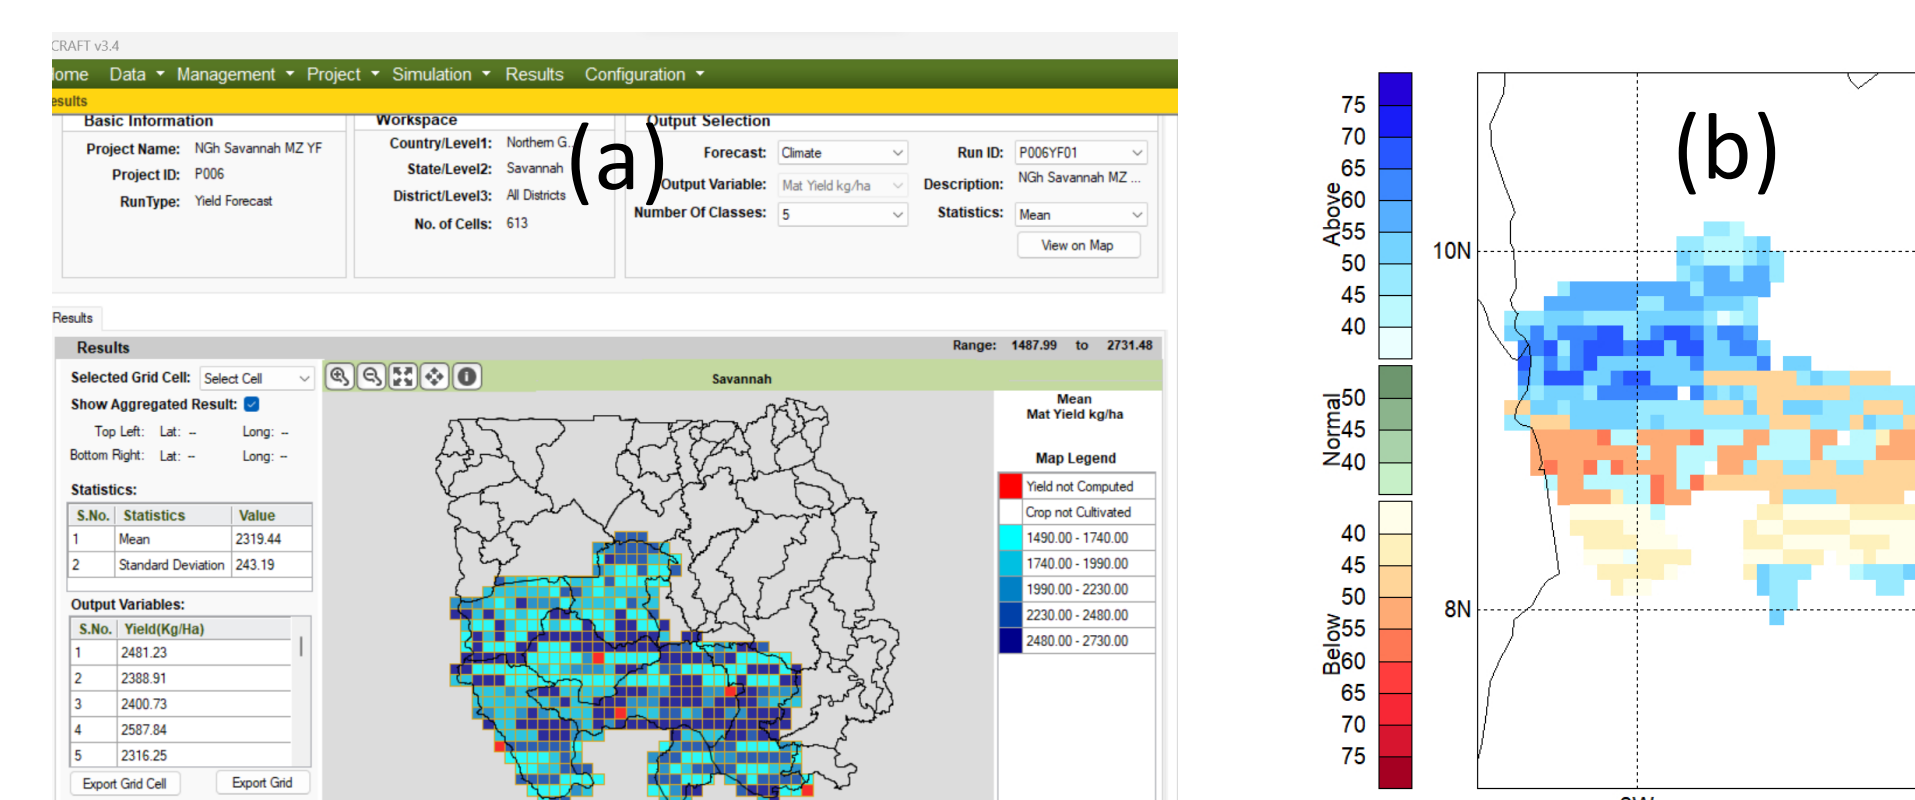 CRAFT v3.4
ome Data Management Project Simulation Results Configuration
esults
Basic Information
Project Name: NGh Savannah MZ YF
Project ID: P006
RunType: Yield Forecast
Workspace
Country/Level1: Northern G..
State/Level2: Savannah
District/Level3: All Districts
No. of Cells: 613
(a)
Output Selection
Forecast: Climate
Run ID: P006YF01
Output Variable: Mat Yield kg/ha
Description: NGh Savannah MZ ...
Number Of Classes: 5
Statistics: Mean
View on Map
Results
Results
Range: 1487.99 to 2731.48
Selected Grid Cell: Select Cell
Show Aggregated Result:
Top Left: Lat: -- Long: --
Bottom Right: Lat: -- Long: --
Statistics:
S.No. Statistics Value
1 Mean 2319.44
2 Standard Deviation 243.19
Output Variables:
S.No. Yield(Kg/Ha)
1 2481.23
2 2388.91
3 2400.73
4 2587.84
5 2316.25
Export Grid Cell Export Grid
Savannah
Mean
Mat Yield kg/ha
Map Legend
Yield not Computed
Crop not Cultivated
1490.00 - 1740.00
1740.00 - 1990.00
1990.00 - 2230.00
2230.00 - 2480.00
2480.00 - 2730.00
(b)
Above
75
70
65
60
55
50
45
40
Normal
50
45
40
Below
40
45
50
55
60
65
70
75
10N
8N